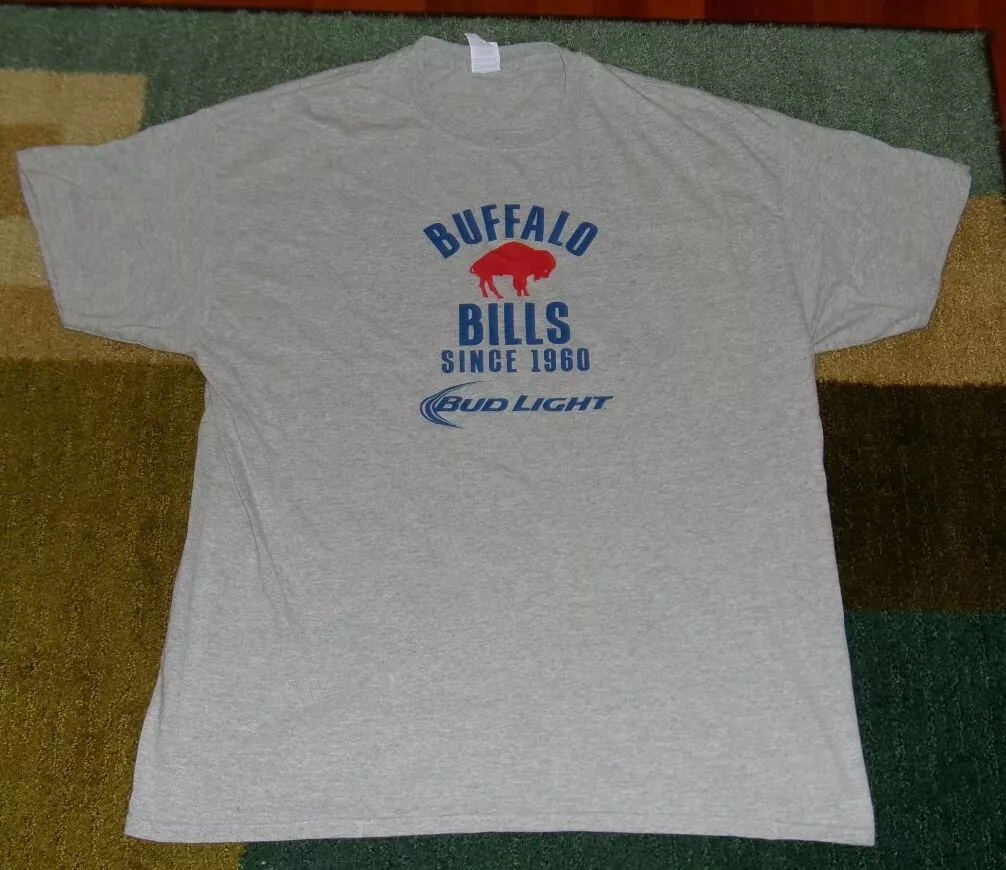 BUFFALO
BILLS
SINCE 1960
BUD LIGHT